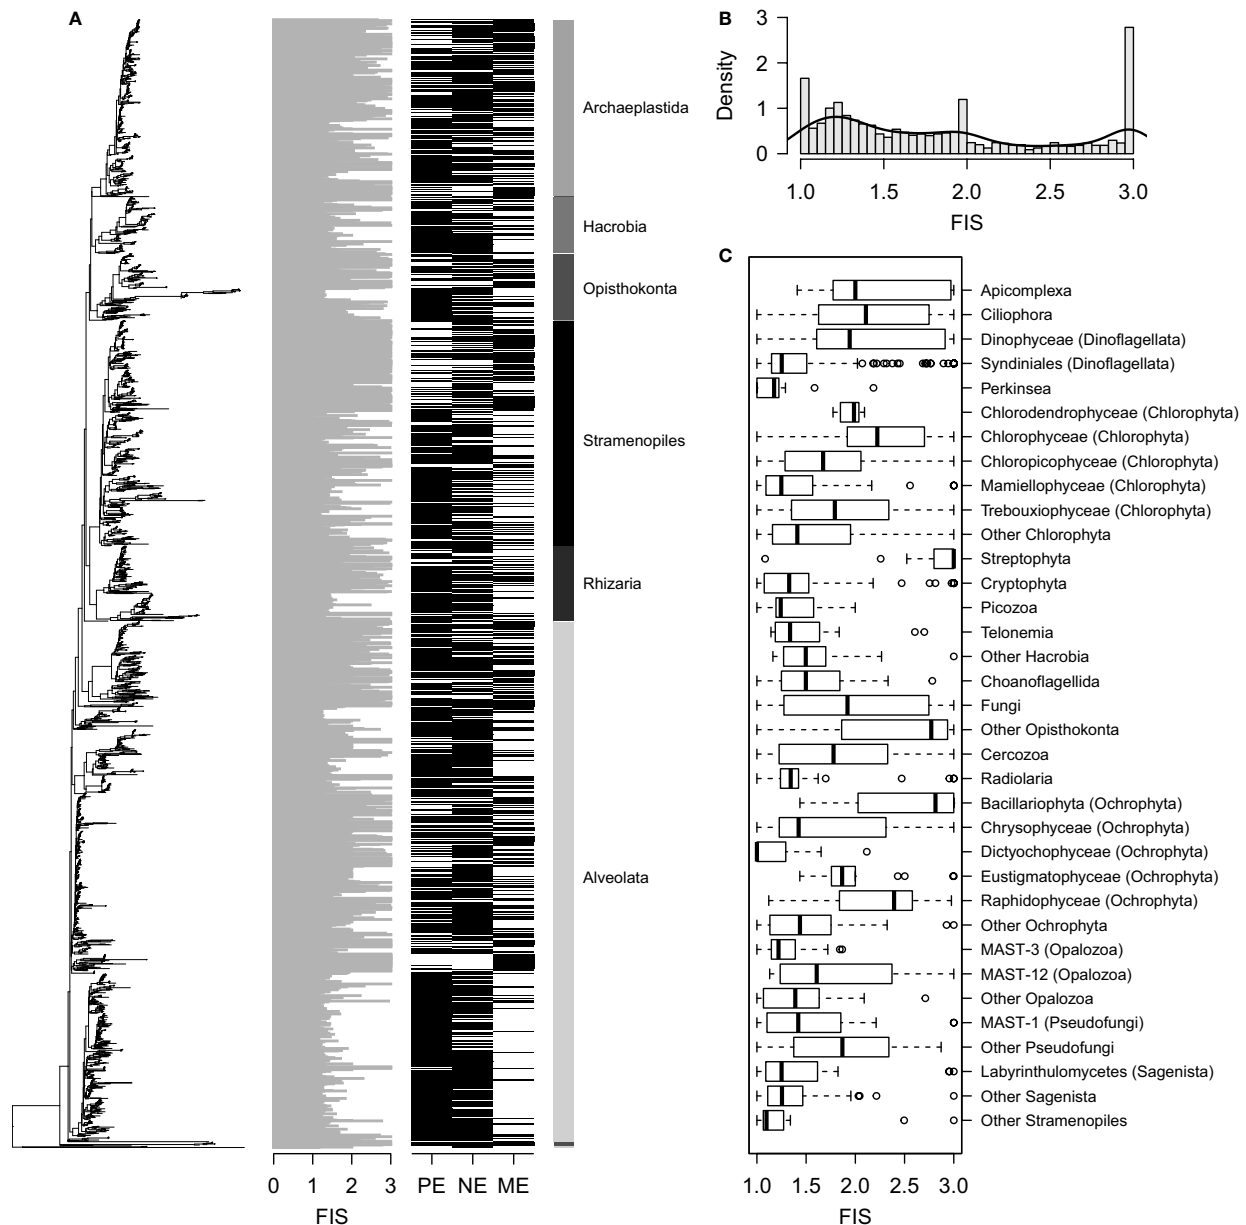 A
Archaeplastida
Hacrobia
Opisthokonta
Stramenopiles
Rhizaria
Alveolata
0 1 2 3
FIS
PE NE ME
B
3
2
1
0
Density
1.0 1.5 2.0 2.5 3.0
FIS
C
Apicomplexa
Ciliophora
Dinophyceae (Dinoflagellata)
Syndiniales (Dinoflagellata)
Perkinsea
Chlorodendrophyceae (Chlorophyta)
Chlorophyceae (Chlorophyta)
Chloropicophyceae (Chlorophyta)
Mamiellophyceae (Chlorophyta)
Trebouxiophyceae (Chlorophyta)
Other Chlorophyta
Streptophyta
Cryptophyta
Picozoa
Telonemia
Other Hacrobia
Choanoflagellida
Fungi
Other Opisthokonta
Cercozoa
Radiolaria
Bacillariophyta (Ochrophyta)
Chrysophyceae (Ochrophyta)
Dictyochophyceae (Ochrophyta)
Eustigmatophyceae (Ochrophyta)
Raphidophyceae (Ochrophyta)
Other Ochrophyta
MAST-3 (Opalozoa)
MAST-12 (Opalozoa)
Other Opalozoa
MAST-1 (Pseudofungi)
Other Pseudofungi
Labyrinthulomycetes (Sagenista)
Other Sagenista
Other Stramenopiles
1.0 1.5 2.0 2.5 3.0
FIS